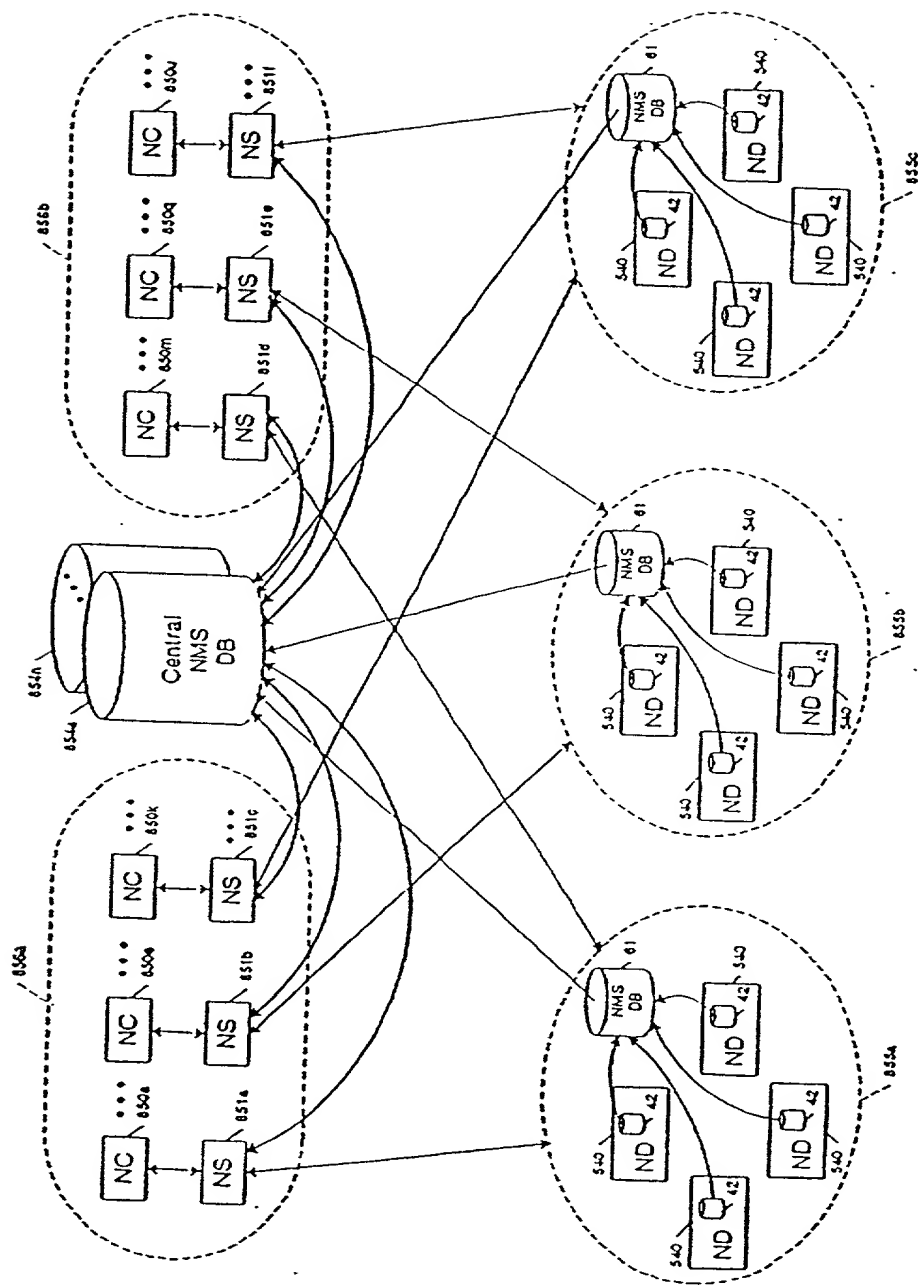 856a
850a
NC
851a
NS
850e
NC
851b
NS
850k
NC
851c
NS
854n
854a
Central
NMS
DB
856b
850m
NC
851d
NS
850q
NC
851e
NS
850u
NC
851f
NS
61
NMS
DB
540
42
ND
540
42
ND
540
42
ND
540
42
ND
855a
61
NMS
DB
540
42
ND
540
42
ND
540
42
ND
540
42
ND
855b
61
NMS
DB
540
42
ND
540
42
ND
540
42
ND
540
42
ND
855c